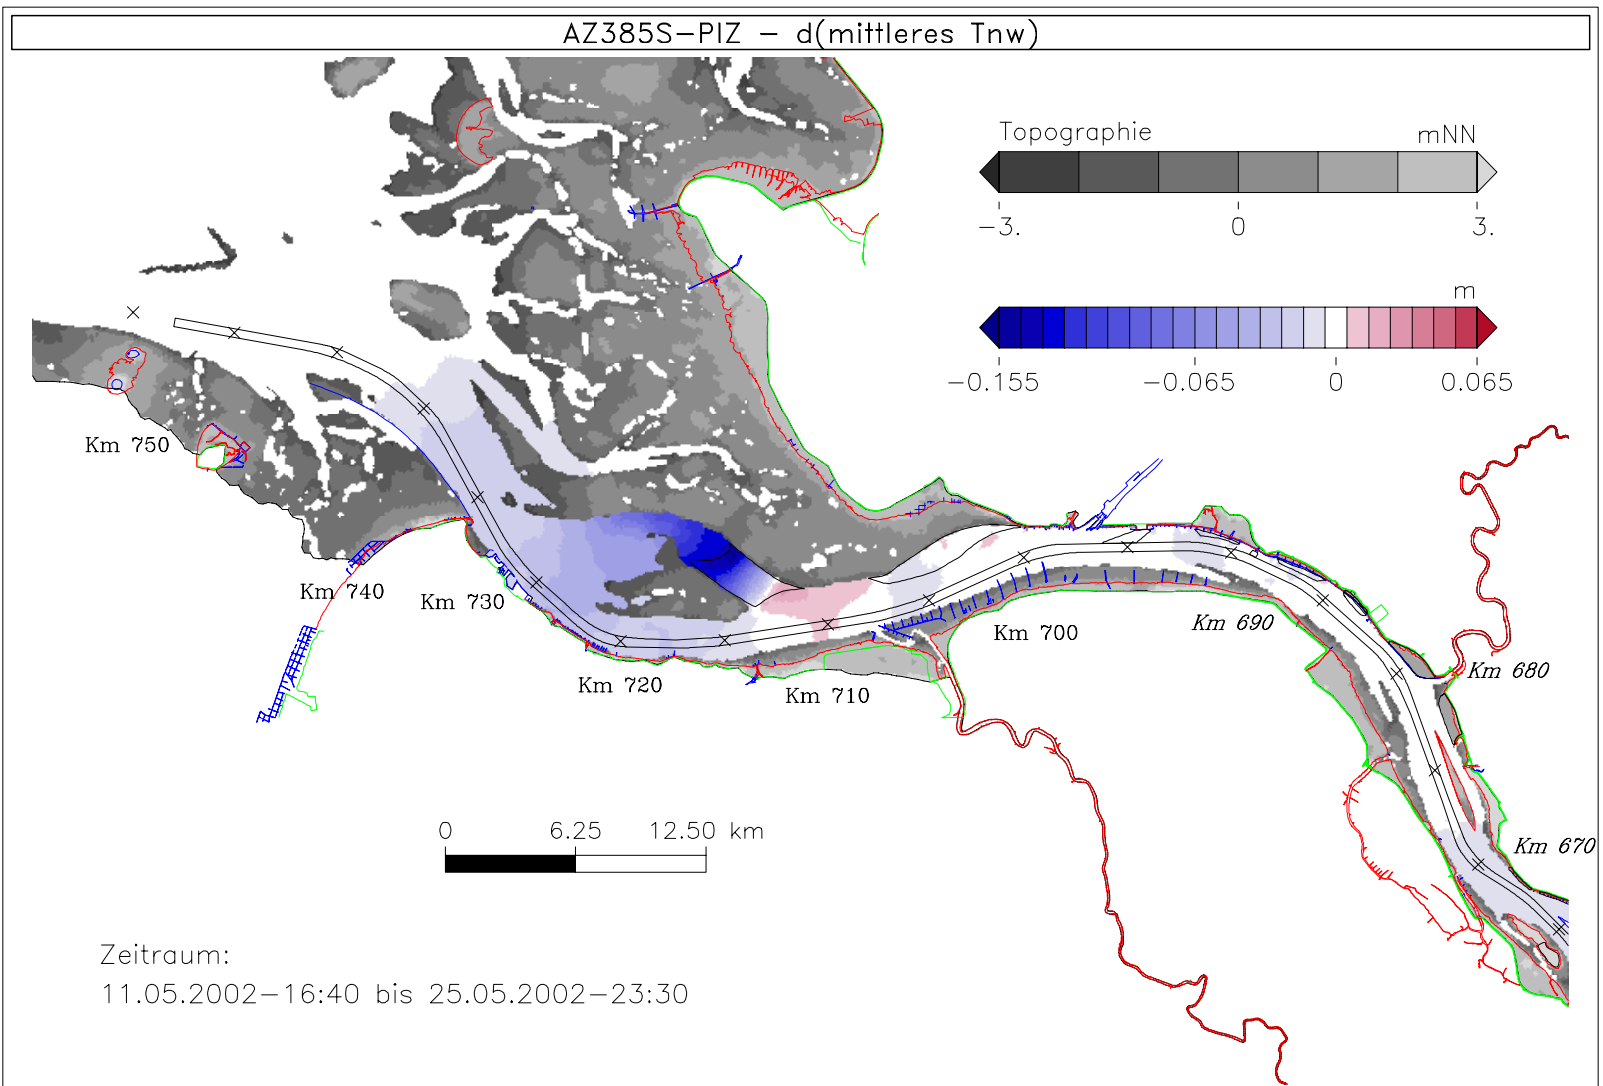 AZ385S-PIZ - d(mittleres Tnw)
Topographie mNN
-3. 0 3.
m
-0.155 -0.065 0 0.065
Km 750
Km 740
Km 730
Km 720
Km 710
Km 700
Km 690
Km 680
Km 670
0 6.25 12.50 km
Zeitraum:
11.05.2002-16:40 bis 25.05.2002-23:30